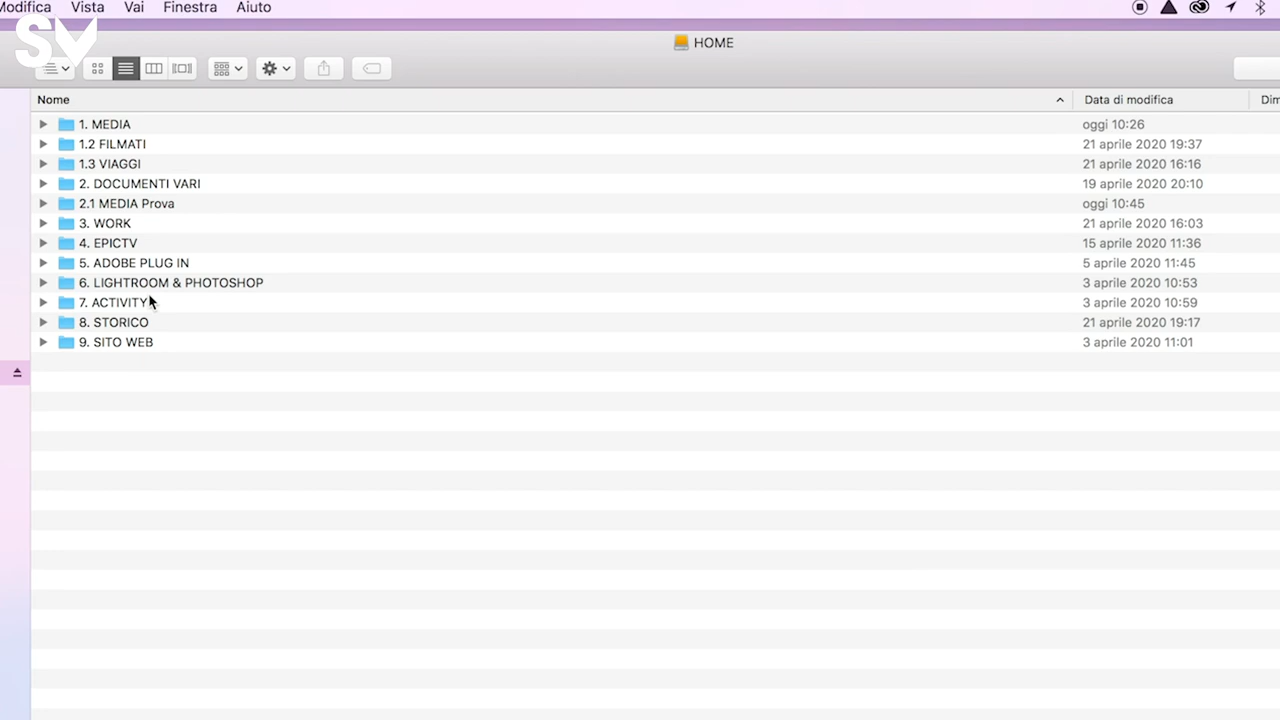 Modifica Vista Vai Finestra Aiuto
SV
HOME
Nome Data di modifica Dim
1. MEDIA oggi 10:26
1.2 FILMATI 21 aprile 2020 19:37
1.3 VIAGGI 21 aprile 2020 16:16
2. DOCUMENTI VARI 19 aprile 2020 20:10
2.1 MEDIA Prova oggi 10:45
3. WORK 21 aprile 2020 16:03
4. EPICTV 15 aprile 2020 11:36
5. ADOBE PLUG IN 5 aprile 2020 11:45
6. LIGHTROOM & PHOTOSHOP 3 aprile 2020 10:53
7. ACTIVITY 3 aprile 2020 10:59
8. STORICO 21 aprile 2020 19:17
9. SITO WEB 3 aprile 2020 11:01